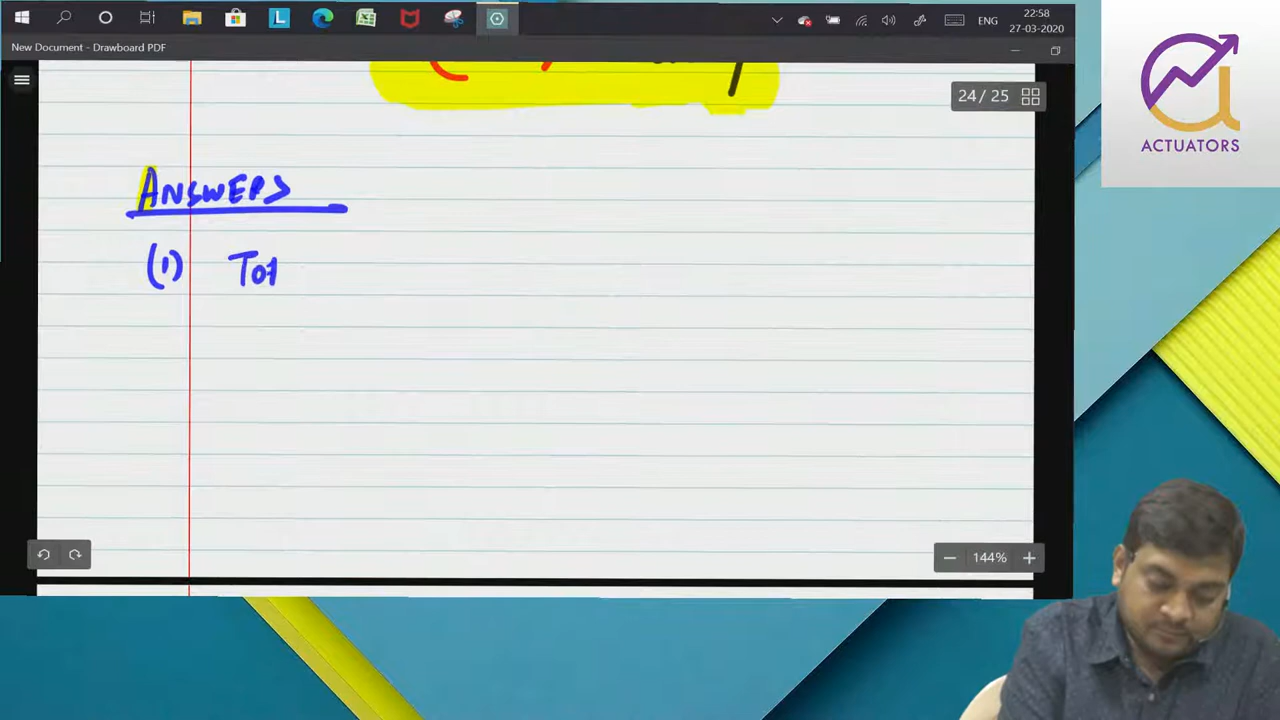 22:58
ENG
27-03-2020
New Document - Drawboard PDF
24 / 25
ACTUATORS
ANSWERS
(1) Tot
144%